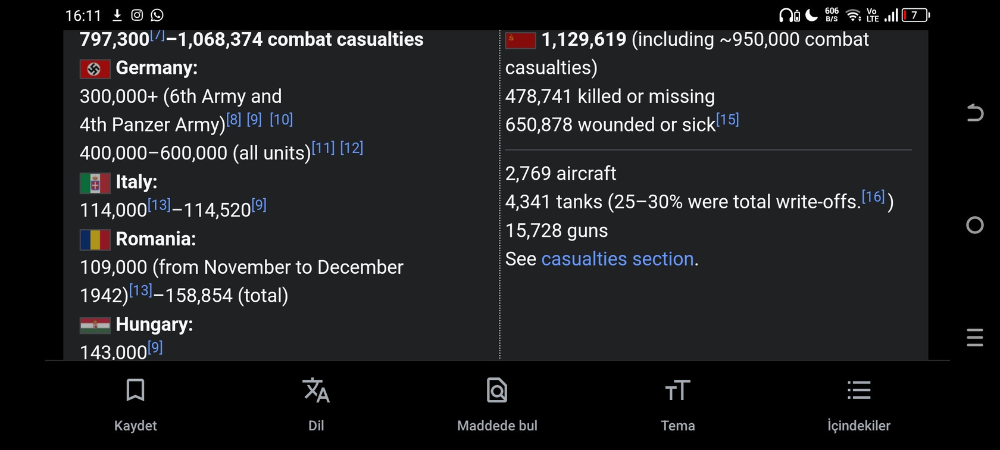 16:11
606 B/S
Vo LTE
7
797,300[7]–1,068,374 combat casualties
Germany:
300,000+ (6th Army and
4th Panzer Army)[8] [9] [10]
400,000–600,000 (all units)[11] [12]
Italy:
114,000[13]–114,520[9]
Romania:
109,000 (from November to December
1942)[13]–158,854 (total)
Hungary:
143,000[9]
1,129,619 (including ~950,000 combat
casualties)
478,741 killed or missing
650,878 wounded or sick[15]
2,769 aircraft
4,341 tanks (25–30% were total write-offs.[16])
15,728 guns
See casualties section.
Kaydet
Dil
Maddede bul
Tema
İçindekiler